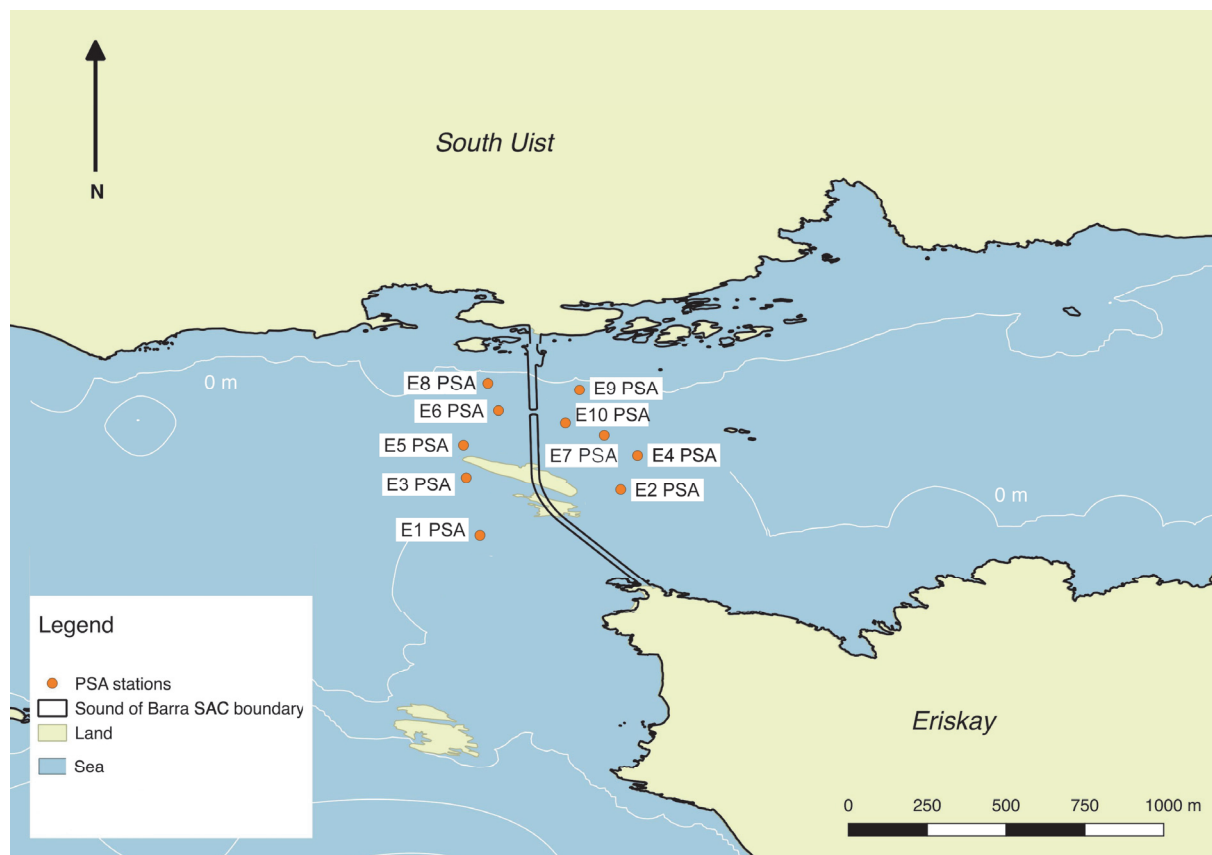 South Uist
N
0 m
E8 PSA
E9 PSA
E6 PSA
E10 PSA
E5 PSA
E7 PSA
E4 PSA
E3 PSA
E2 PSA
0 m
E1 PSA
Legend
PSA stations
Sound of Barra SAC boundary
Land
Sea
Eriskay
0 250 500 750 1000 m